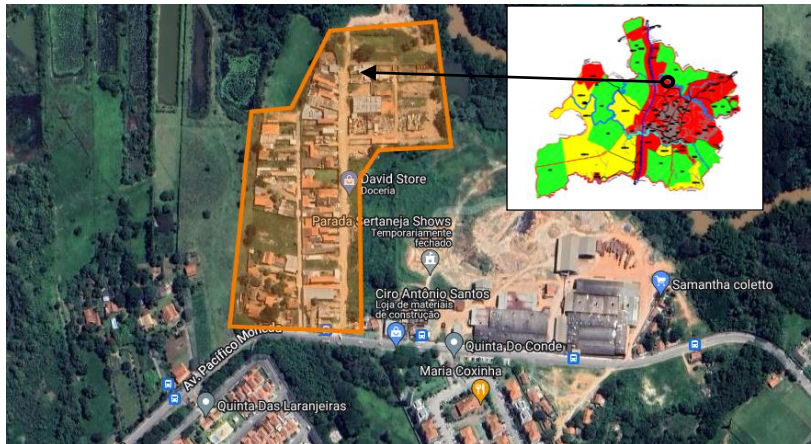 David Store
Doceria
Parada Sertaneja Shows
Temporariamente
fechado
Samantha coletto
Ciro Antônio Santos
Loja de materiais
de construção
Quinta Do Conde
Av. Pacífico Moneda
Maria Coxinha
Quinta Das Laranjeiras